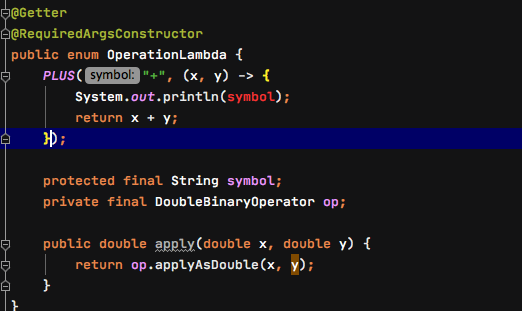 @Getter
@RequiredArgsConstructor
public enum OperationLambda {
    PLUS( symbol: "+", (x, y) -> {
        System.out.println(symbol);
        return x + y;
    });

    protected final String symbol;
    private final DoubleBinaryOperator op;

    public double apply(double x, double y) {
        return op.applyAsDouble(x, y);
    }
}